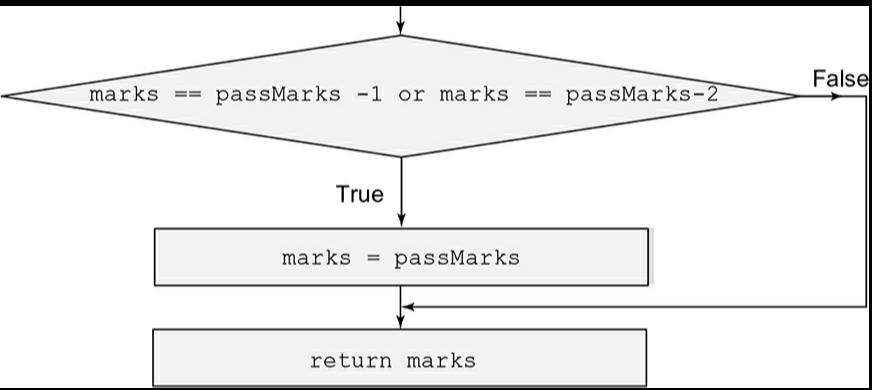 False
marks == passMarks -1 or marks == passMarks-2
True
marks = passMarks
return marks